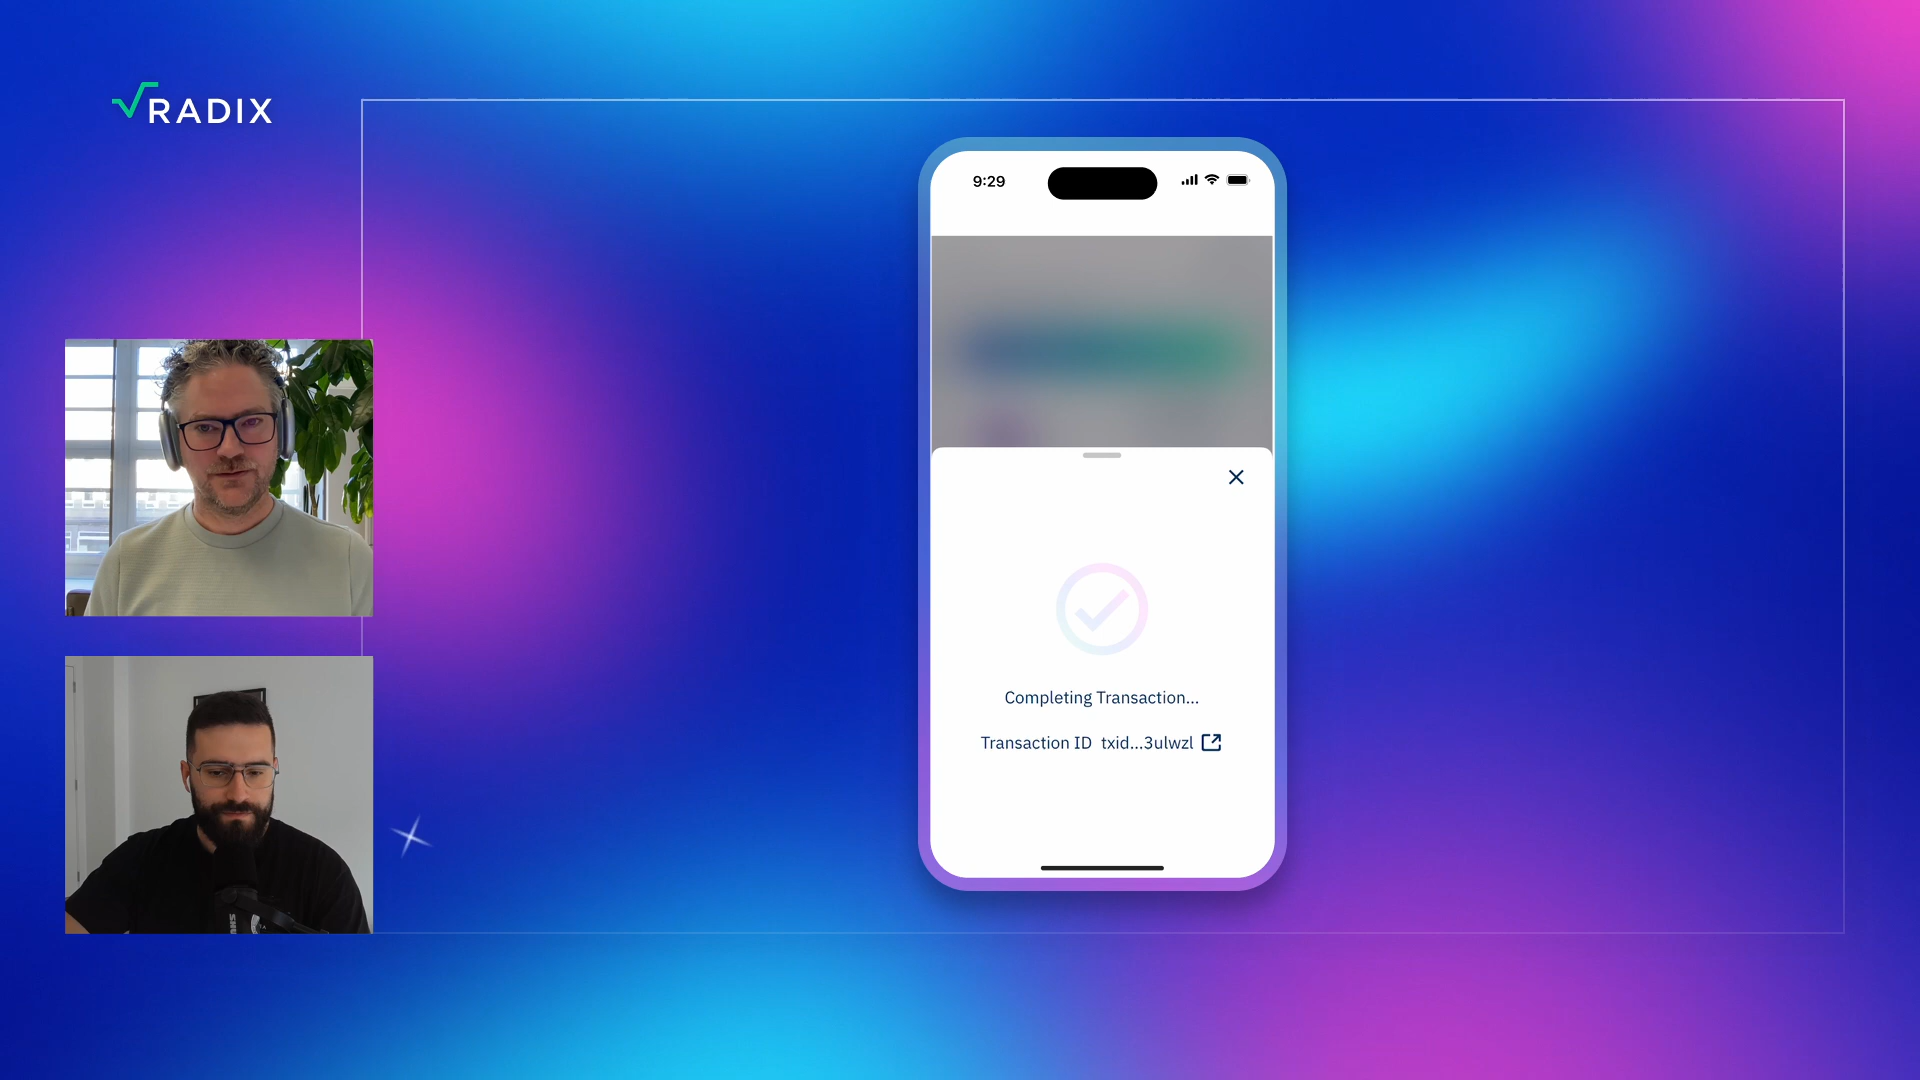 RADIX
9:29
Completing Transaction...
Transaction ID txid...3ulwzl